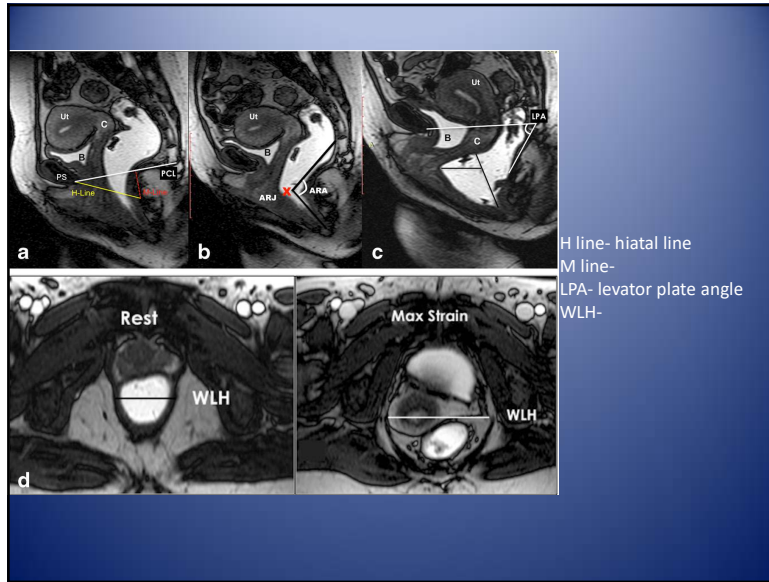 Ut
C
B
PS
PCL
H-Line
M-Line
a
Ut
B
ARJ
X
ARA
b
Ut
LPA
B
C
c
Rest
WLH
d
Max Strain
WLH
H line- hiatal line
M line-
LPA- levator plate angle
WLH-